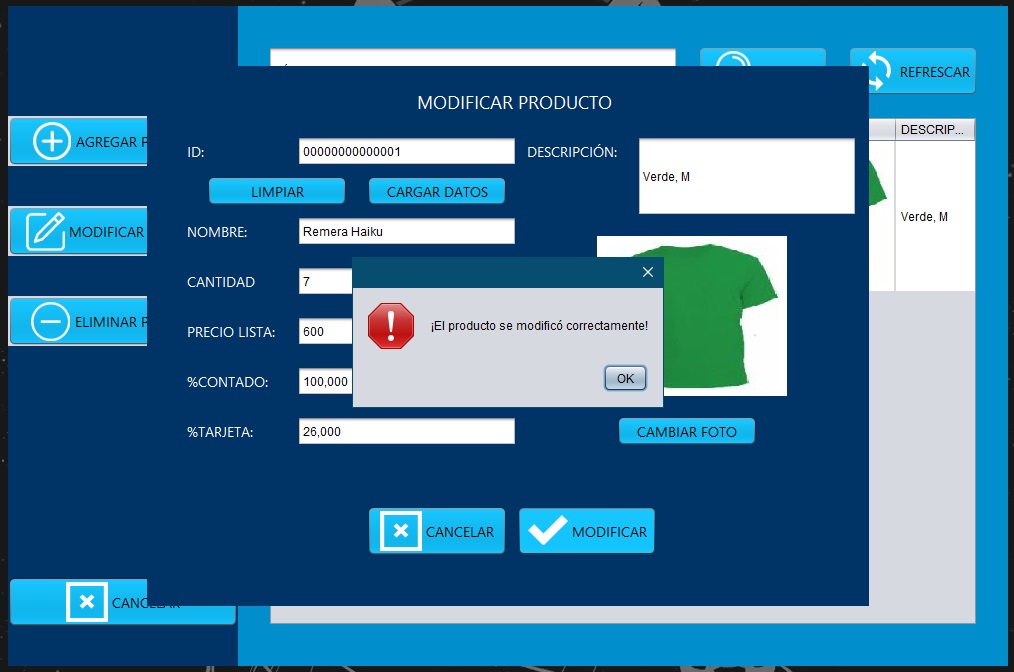 REFRESCAR
DESCRIP...
MODIFICAR PRODUCTO
AGREGAR P
ID:
00000000000001
DESCRIPCIÓN:
Verde, M
LIMPIAR
CARGAR DATOS
Verde, M
MODIFICAR
NOMBRE:
Remera Haiku
CANTIDAD
7
ELIMINAR P
PRECIO LISTA:
600
¡El producto se modificó correctamente!
OK
%CONTADO:
100,000
%TARJETA:
26,000
CAMBIAR FOTO
CANCELAR
MODIFICAR
CANCELAR